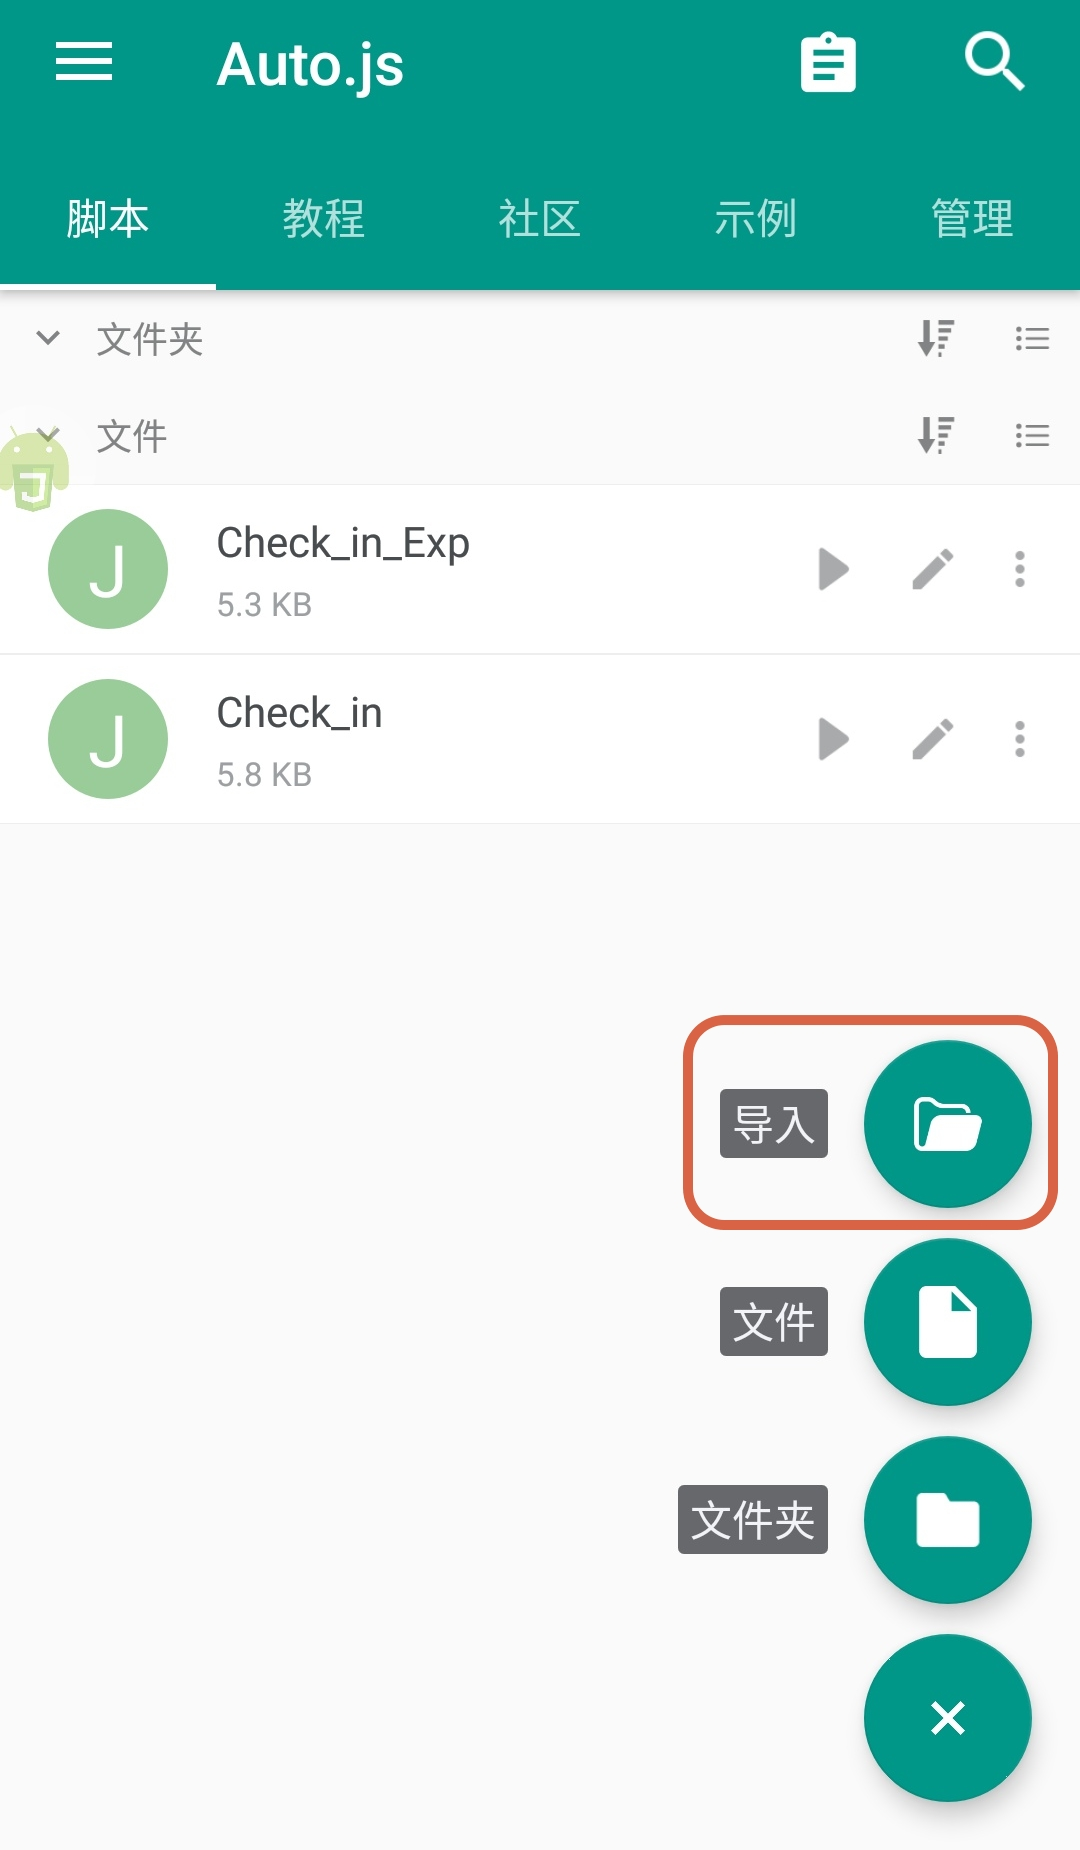 Auto.js
脚本 教程 社区 示例 管理
文件夹
文件
J Check_in_Exp
5.3 KB
J Check_in
5.8 KB
导入
文件
文件夹